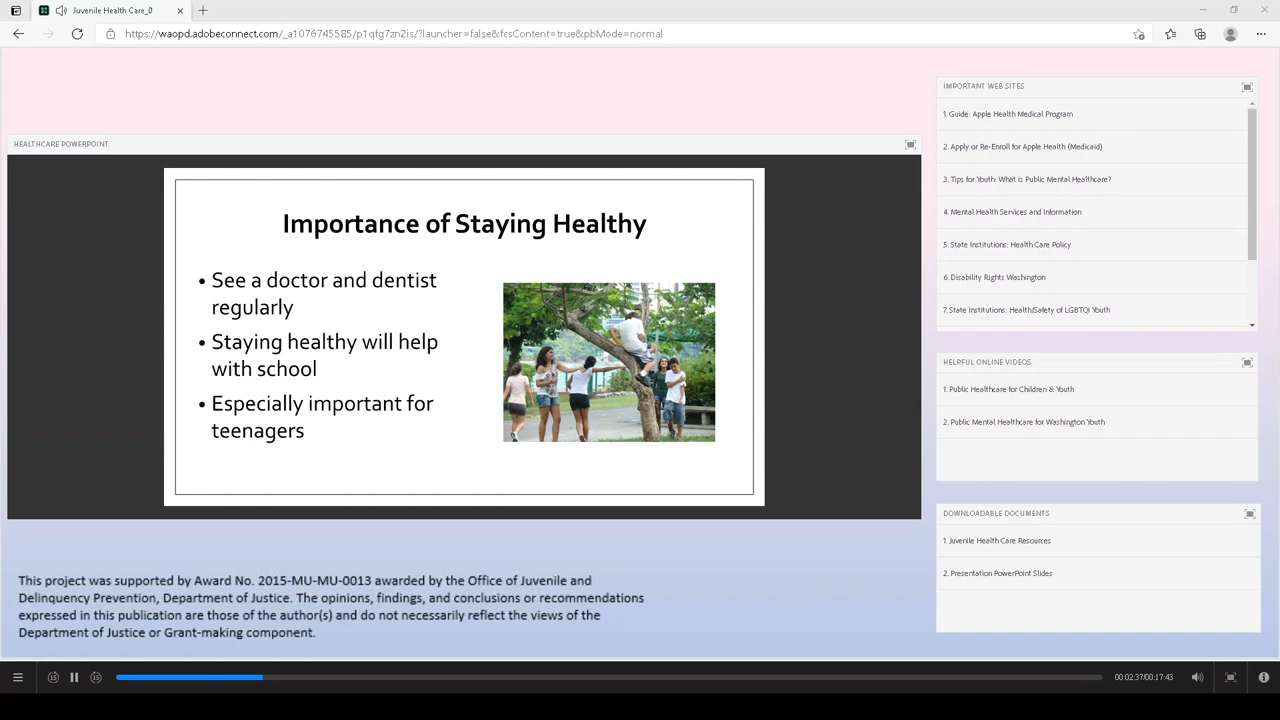 Juvenile Health Care_0
https://waopd.adobeconnect.com/_a1076745585/p1qfg7zn2is/?launcher=false&fcsContent=true&pbMode=normal
HEALTHCARE POWERPOINT
Importance of Staying Healthy
• See a doctor and dentist
regularly
• Staying healthy will help
with school
• Especially important for
teenagers
This project was supported by Award No. 2015-MU-MU-0013 awarded by the Office of Juvenile and
Delinquency Prevention, Department of Justice. The opinions, findings, and conclusions or recommendations
expressed in this publication are those of the author(s) and do not necessarily reflect the views of the
Department of Justice or Grant-making component.
IMPORTANT WEB SITES
1. Guide: Apple Health Medical Program
2. Apply or Re-Enroll for Apple Health (Medicaid)
3. Tips for Youth: What is Public Mental Healthcare?
4. Mental Health Services and Information
5. State Institutions: Health Care Policy
6. Disability Rights Washington
7. State Institutions: Health/Safety of LGBTQI Youth
HELPFUL ONLINE VIDEOS
1. Public Healthcare for Children & Youth
2. Public Mental Healthcare for Washington Youth
DOWNLOADABLE DOCUMENTS
1. Juvenile Health Care Resources
2. Presentation PowerPoint Slides
15 15 00:02:37/00:17:43